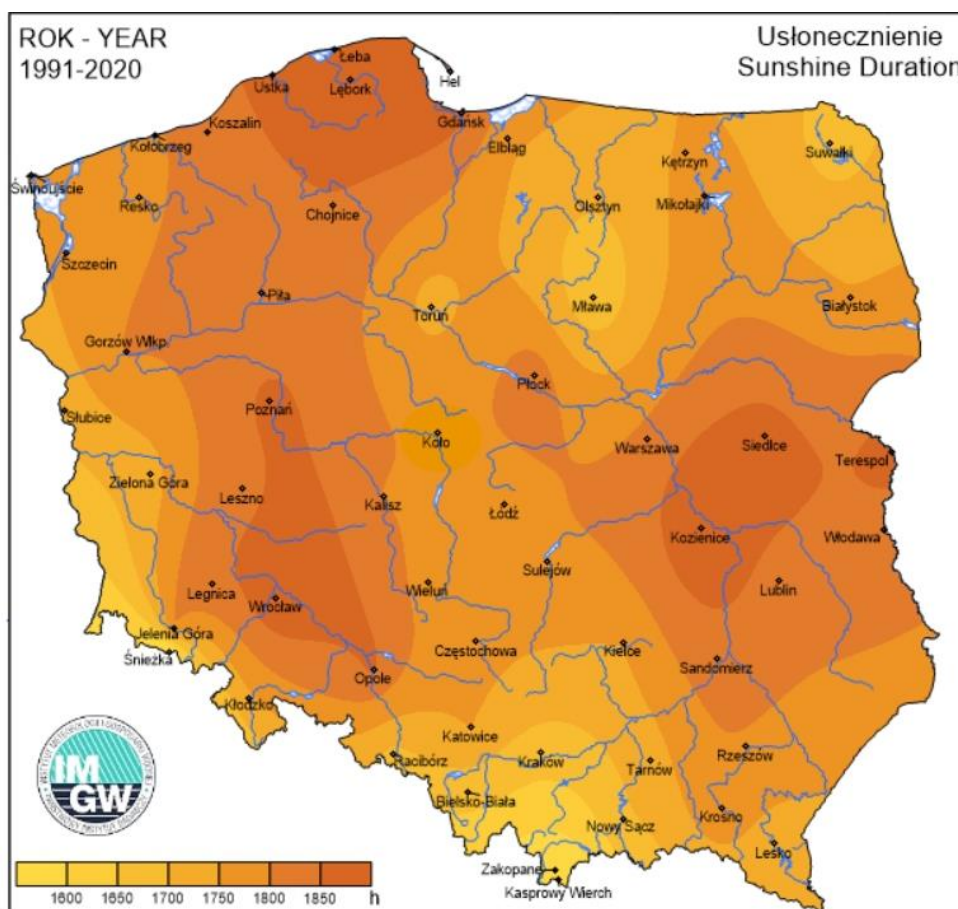 ROK - YEAR
1991-2020
Usłonecznienie
Sunshine Duration
Łeba
Ustka
Lębork
Hel
Koszalin
Gdańsk
Kołobrzeg
Elbląg
Kętrzyn
Suwałki
Świnoujście
Resko
Chojnice
Olsztyn
Mikołajki
Szczecin
Piła
Toruń
Mława
Białystok
Gorzów Wlkp.
Płock
Poznań
Słubice
Koło
Warszawa
Siedlce
Terespol
Zielona Góra
Leszno
Kalisz
Łódź
Kozienice
Włodawa
Sulejów
Legnica
Wrocław
Wieluń
Lublin
Jelenia Góra
Śnieżka
Częstochowa
Kielce
Sandomierz
Opole
Kłodzko
Katowice
Racibórz
Kraków
Tarnów
Rzeszów
Bielsko-Biała
Nowy Sącz
Krosno
Lesko
Zakopane
Kasprowy Wierch
IM
GW
1600 1650 1700 1750 1800 1850 h